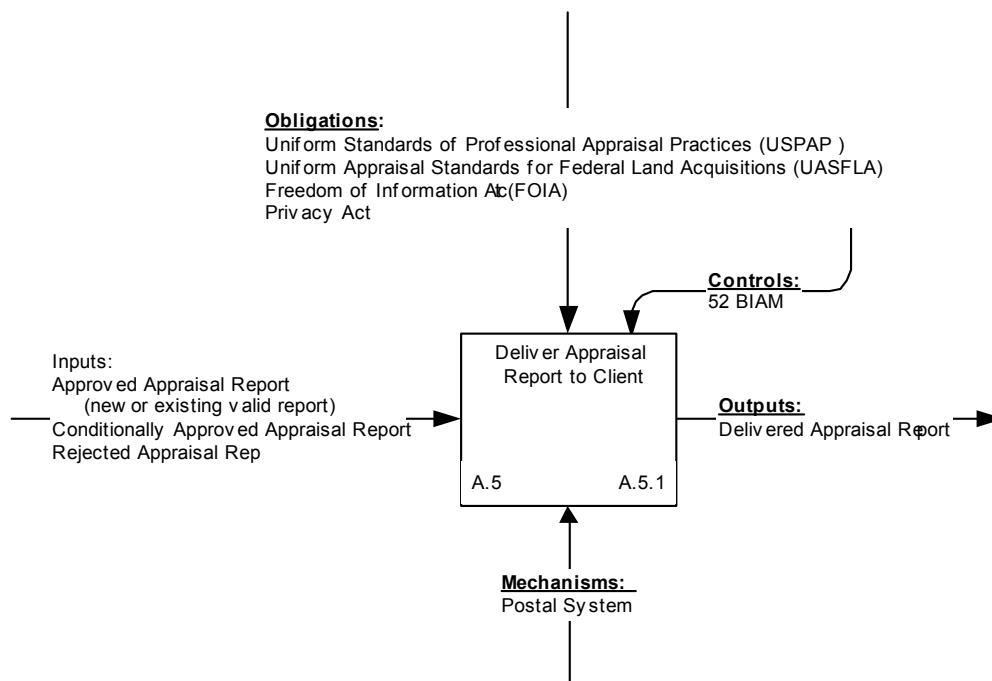 Obligations:
Uniform Standards of Professional Appraisal Practices (USPAP )
Uniform Appraisal Standards for Federal Land Acquisitions (UASFLA)
Freedom of Information Act(FOIA)
Privacy Act
Controls:
52 BIAM
Deliver Appraisal
Report to Client
Inputs:
Approved Appraisal Report
(new or existing valid report)
Conditionally Approved Appraisal Report
Rejected Appraisal Rep
Outputs:
Delivered Appraisal Report
A.5 A.5.1
Mechanisms:
Postal System